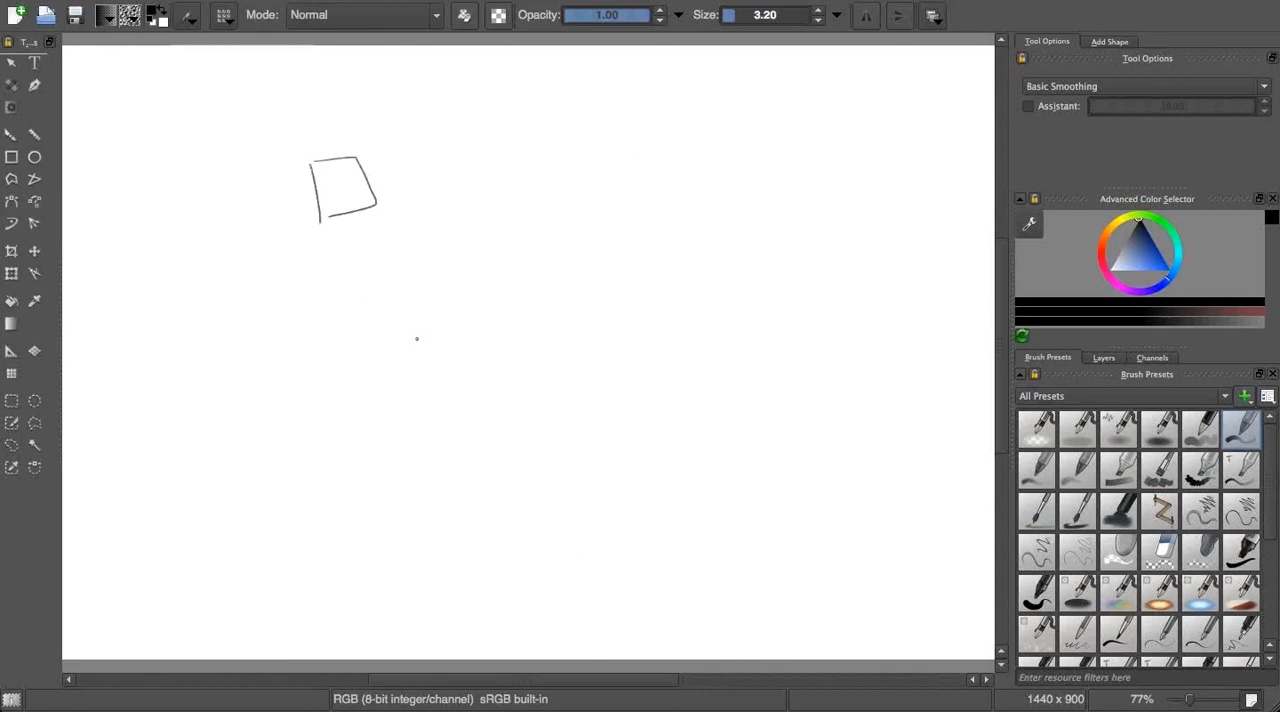 Mode: Normal Opacity: 1.00 Size: 3.20
T...s
Tool Options Add Shape
Tool Options
Basic Smoothing
Assistant:
Advanced Color Selector
Brush Presets Layers Channels
Brush Presets
All Presets
Enter resource filters here
RGB (8-bit integer/channel) sRGB built-in 1440 x 900 77%